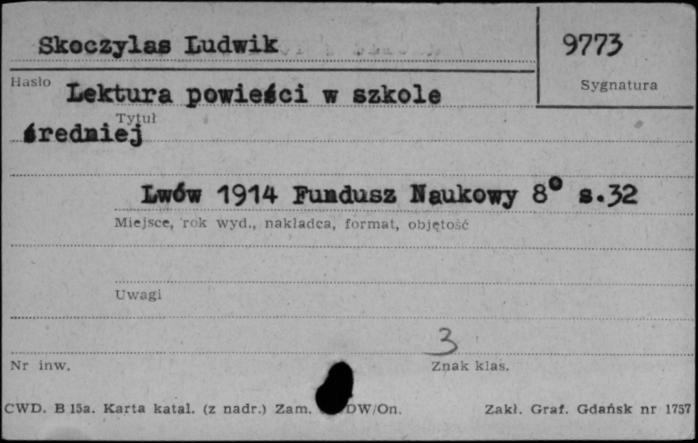 Skoczylas Ludwik
9773
Hasło
Sygnatura
Lektura powieści w szkole
Tytuł
średniej
Lwów 1914 Fundusz Naukowy 8° s.32
Miejsce, rok wyd., nakładca, format, objętość
Uwagi
3
Nr inw.
Znak klas.
CWD. B 15a. Karta katal. (z nadr.) Zam. DW/On.
Zakł. Graf. Gdańsk nr 1757